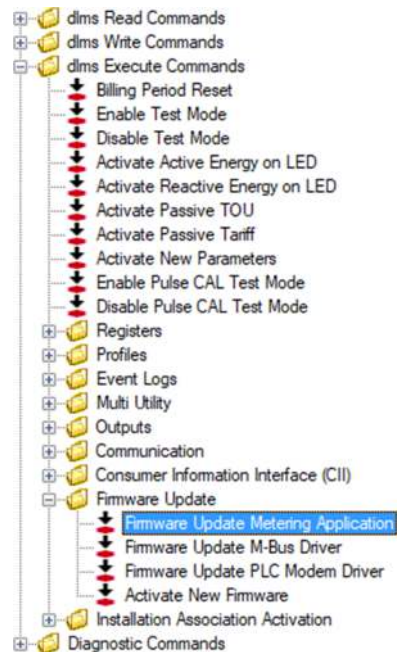 dlms Read Commands
dlms Write Commands
dlms Execute Commands
Billing Period Reset
Enable Test Mode
Disable Test Mode
Activate Active Energy on LED
Activate Reactive Energy on LED
Activate Passive TOU
Activate Passive Tariff
Activate New Parameters
Enable Pulse CAL Test Mode
Disable Pulse CAL Test Mode
Registers
Profiles
Event Logs
Multi Utility
Outputs
Communication
Consumer Information Interface (CII)
Firmware Update
Firmware Update Metering Application
Firmware Update M-Bus Driver
Firmware Update PLC Modem Driver
Activate New Firmware
Installation Association Activation
Diagnostic Commands